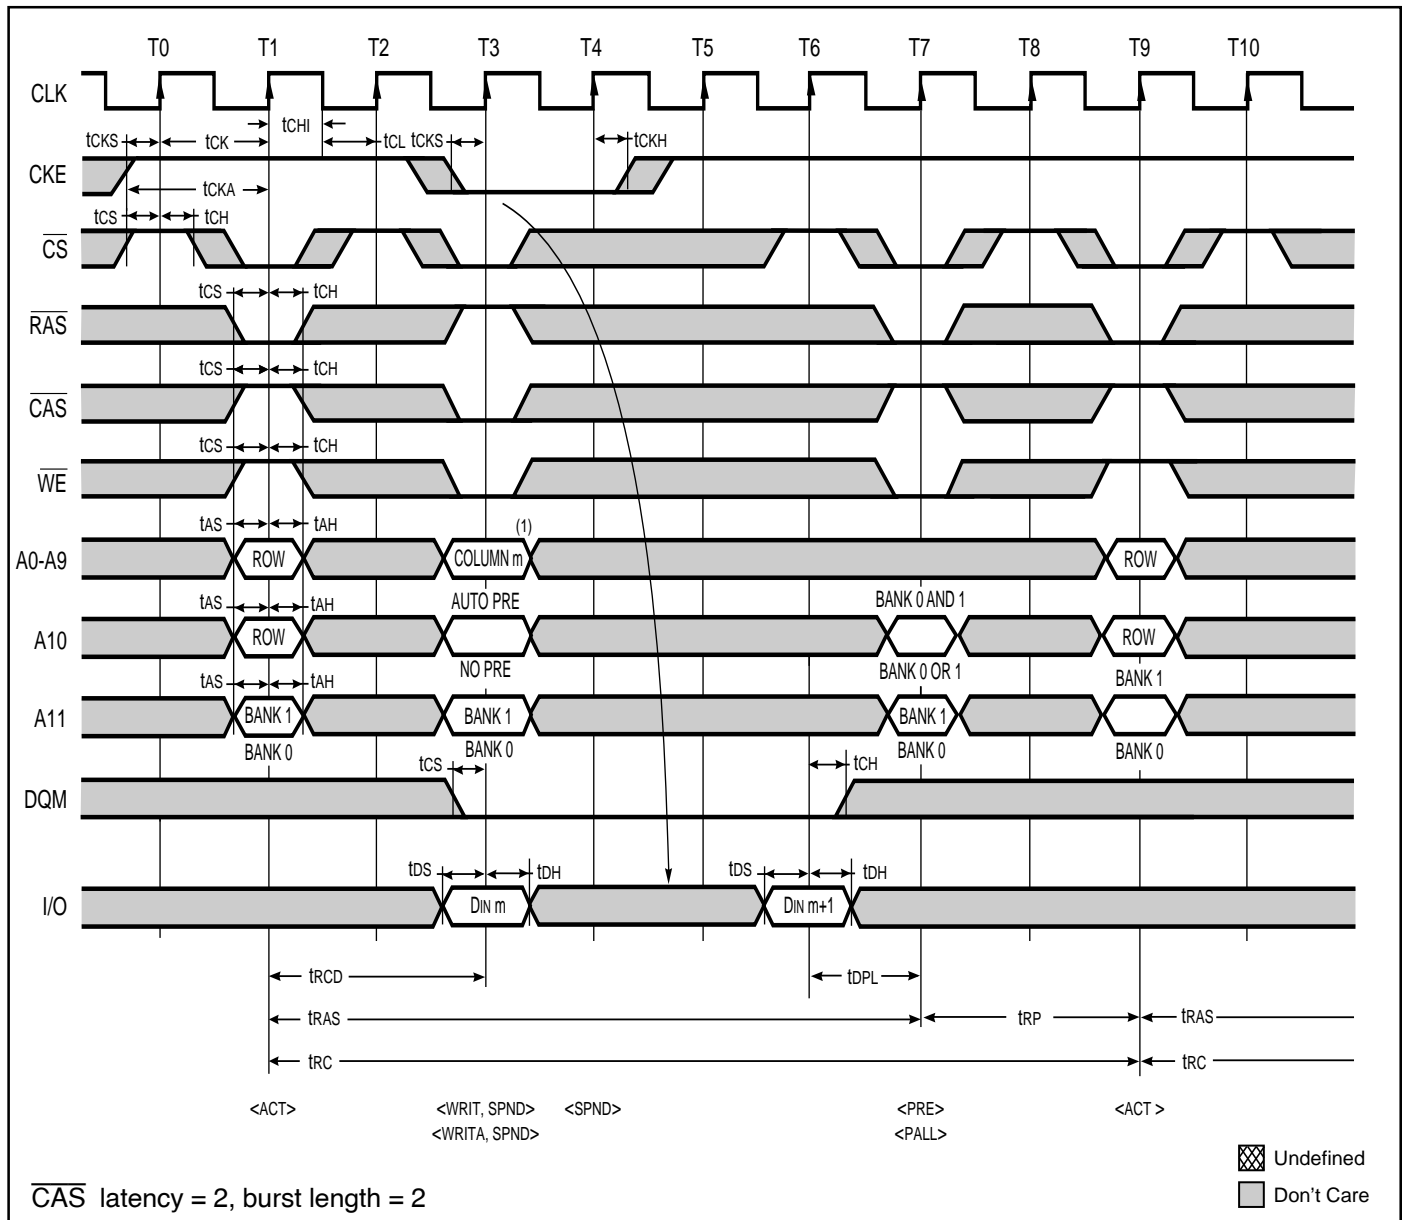 T0 T1 T2 T3 T4 T5 T6 T7 T8 T9 T10
CLK
tCHI
tCKS tCK tCL tCKS tCKH
CKE
tCKA
tCS tCH
CS
tCS tCH
RAS
tCS tCH
CAS
tCS tCH
WE
tAS tAH (1)
A0-A9 ROW COLUMN m ROW
tAS tAH AUTO PRE BANK 0 AND 1
A10 ROW ROW
NO PRE BANK 0 OR 1 BANK 1
tAS tAH
A11 BANK 1 BANK 1 BANK 1
BANK 0 BANK 0 BANK 0 BANK 0
tCS tCH
DQM
tDS tDH tDS tDH
I/O DIN m DIN m+1
tRCD tDPL
tRAS tRP tRAS
tRC tRC
<ACT> <WRIT, SPND> <SPND> <PRE> <ACT >
<WRITA, SPND> <PALL>
Undefined
CAS latency = 2, burst length = 2
Don't Care